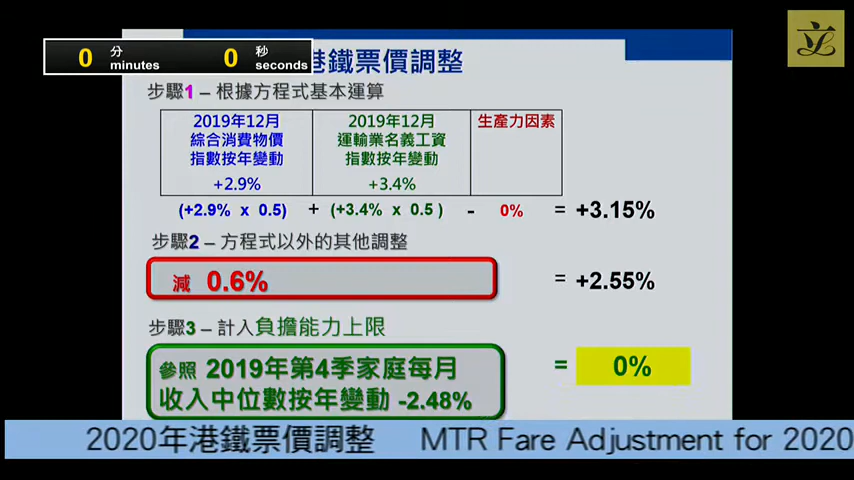 0 分 minutes 0 秒 seconds
港鐵票價調整
步驟1 – 根據方程式基本運算
2019年12月 綜合消費物價 指數按年變動 +2.9%
2019年12月 運輸業名義工資 指數按年變動 +3.4%
生產力因素
(+2.9% x 0.5) + (+3.4% x 0.5 ) - 0% = +3.15%
步驟2 – 方程式以外的其他調整
減 0.6% = +2.55%
步驟3 – 計入負擔能力上限
參照 2019年第4季家庭每月
收入中位數按年變動 -2.48%
= 0%
2020年港鐵票價調整 MTR Fare Adjustment for 2020